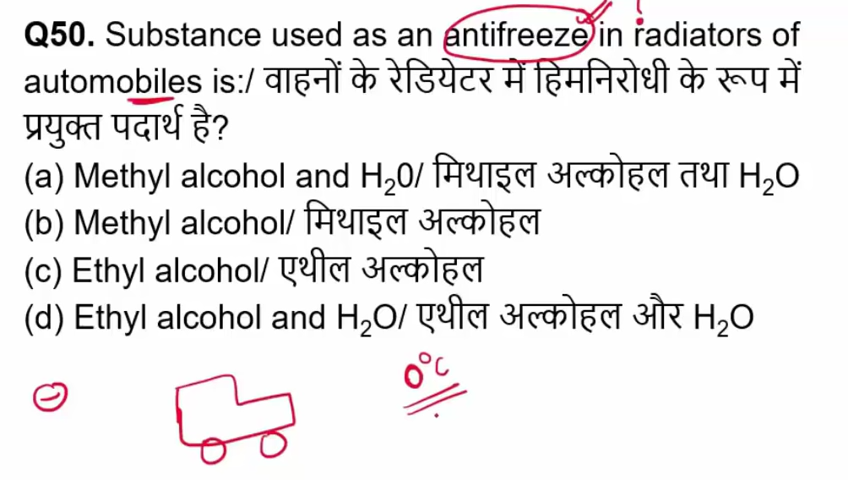 Q50. Substance used as an antifreeze in radiators of
automobiles is:/ वाहनों के रेडियेटर में हिमनिरोधी के रूप में
प्रयुक्त पदार्थ है?
(a) Methyl alcohol and H₂0/ मिथाइल अल्कोहल तथा H₂O
(b) Methyl alcohol/ मिथाइल अल्कोहल
(c) Ethyl alcohol/ एथील अल्कोहल
(d) Ethyl alcohol and H₂O/ एथील अल्कोहल और H₂O
0°C